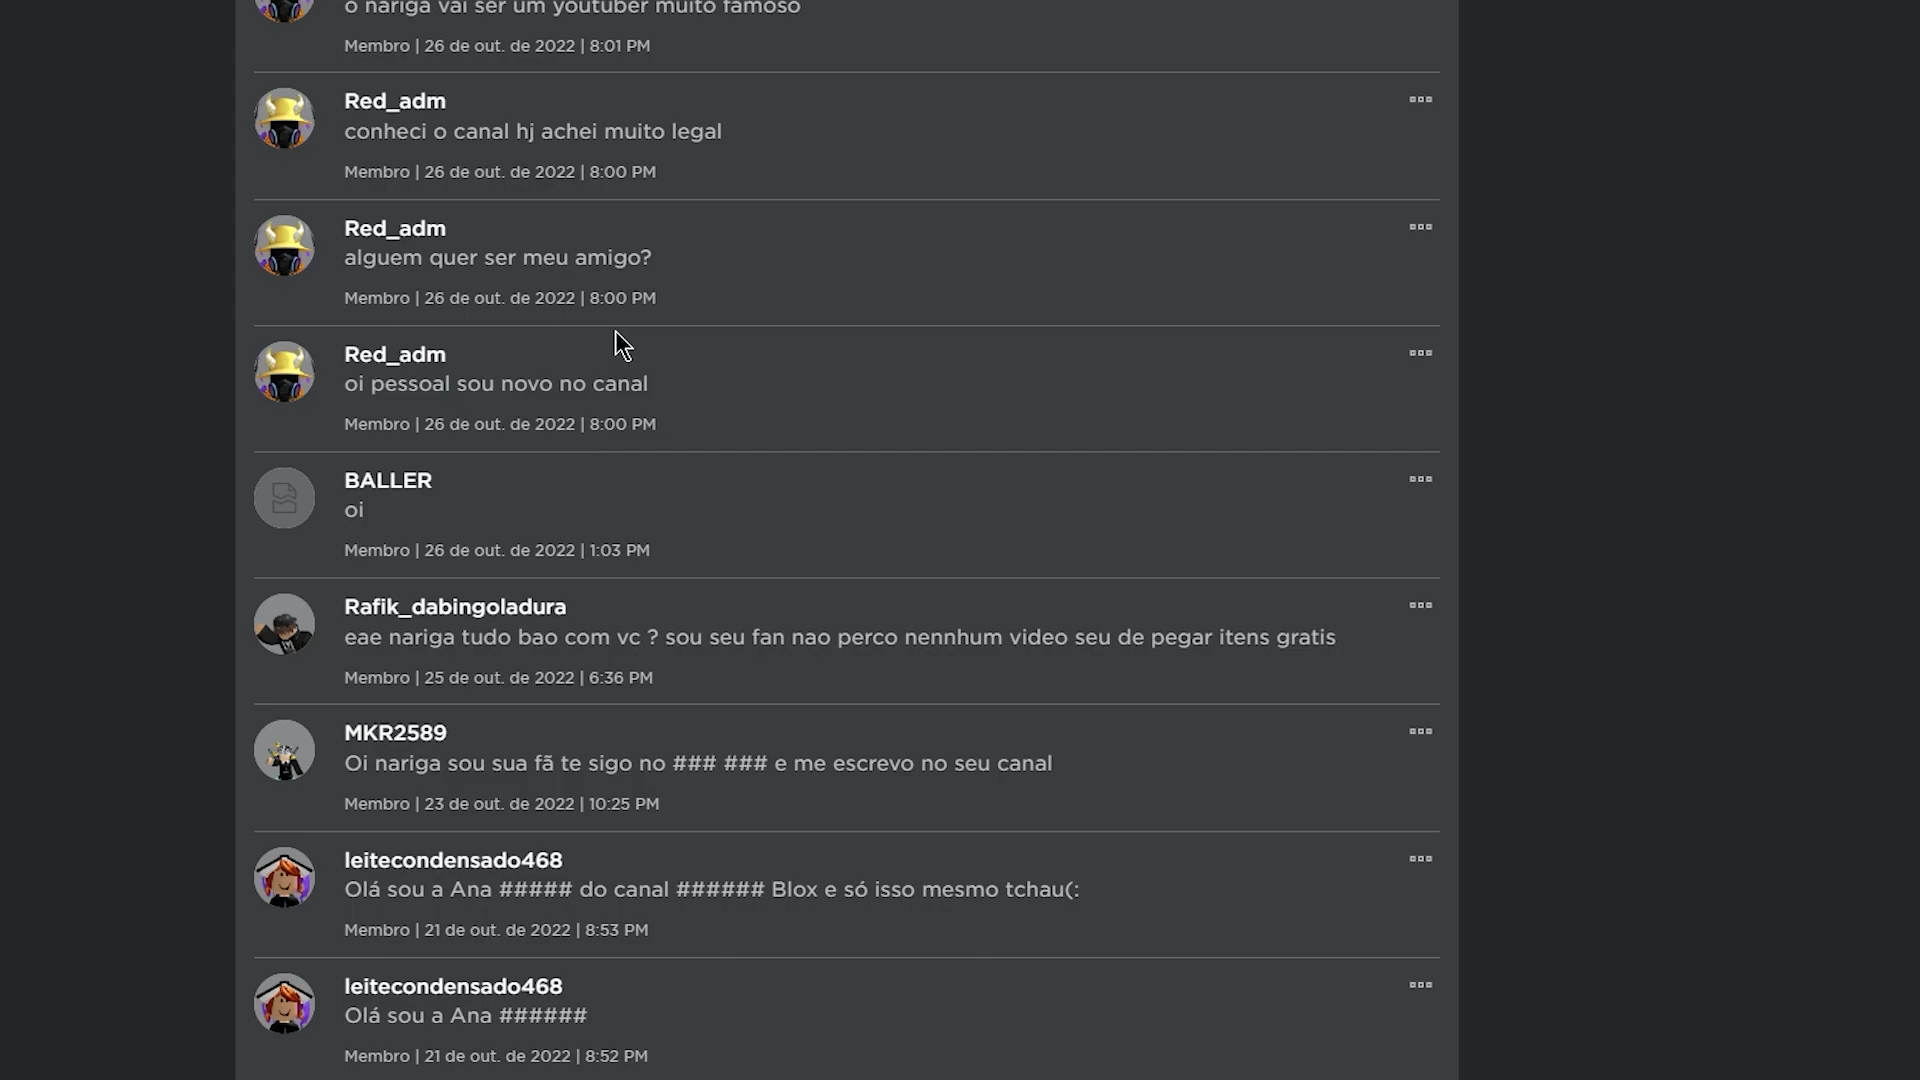 o nariga vai ser um youtuber muito famoso
Membro | 26 de out. de 2022 | 8:01 PM
Red_adm
conheci o canal hj achei muito legal
Membro | 26 de out. de 2022 | 8:00 PM
Red_adm
alguem quer ser meu amigo?
Membro | 26 de out. de 2022 | 8:00 PM
Red_adm
oi pessoal sou novo no canal
Membro | 26 de out. de 2022 | 8:00 PM
BALLER
oi
Membro | 26 de out. de 2022 | 1:03 PM
Rafik_dabingoladura
eae nariga tudo bao com vc ? sou seu fan nao perco nennhum video seu de pegar itens gratis
Membro | 25 de out. de 2022 | 6:36 PM
MKR2589
Oi nariga sou sua fã te sigo no ### ### e me escrevo no seu canal
Membro | 23 de out. de 2022 | 10:25 PM
leitecondensado468
Olá sou a Ana ##### do canal ###### Blox e só isso mesmo tchau(:
Membro | 21 de out. de 2022 | 8:53 PM
leitecondensado468
Olá sou a Ana ######
Membro | 21 de out. de 2022 | 8:52 PM